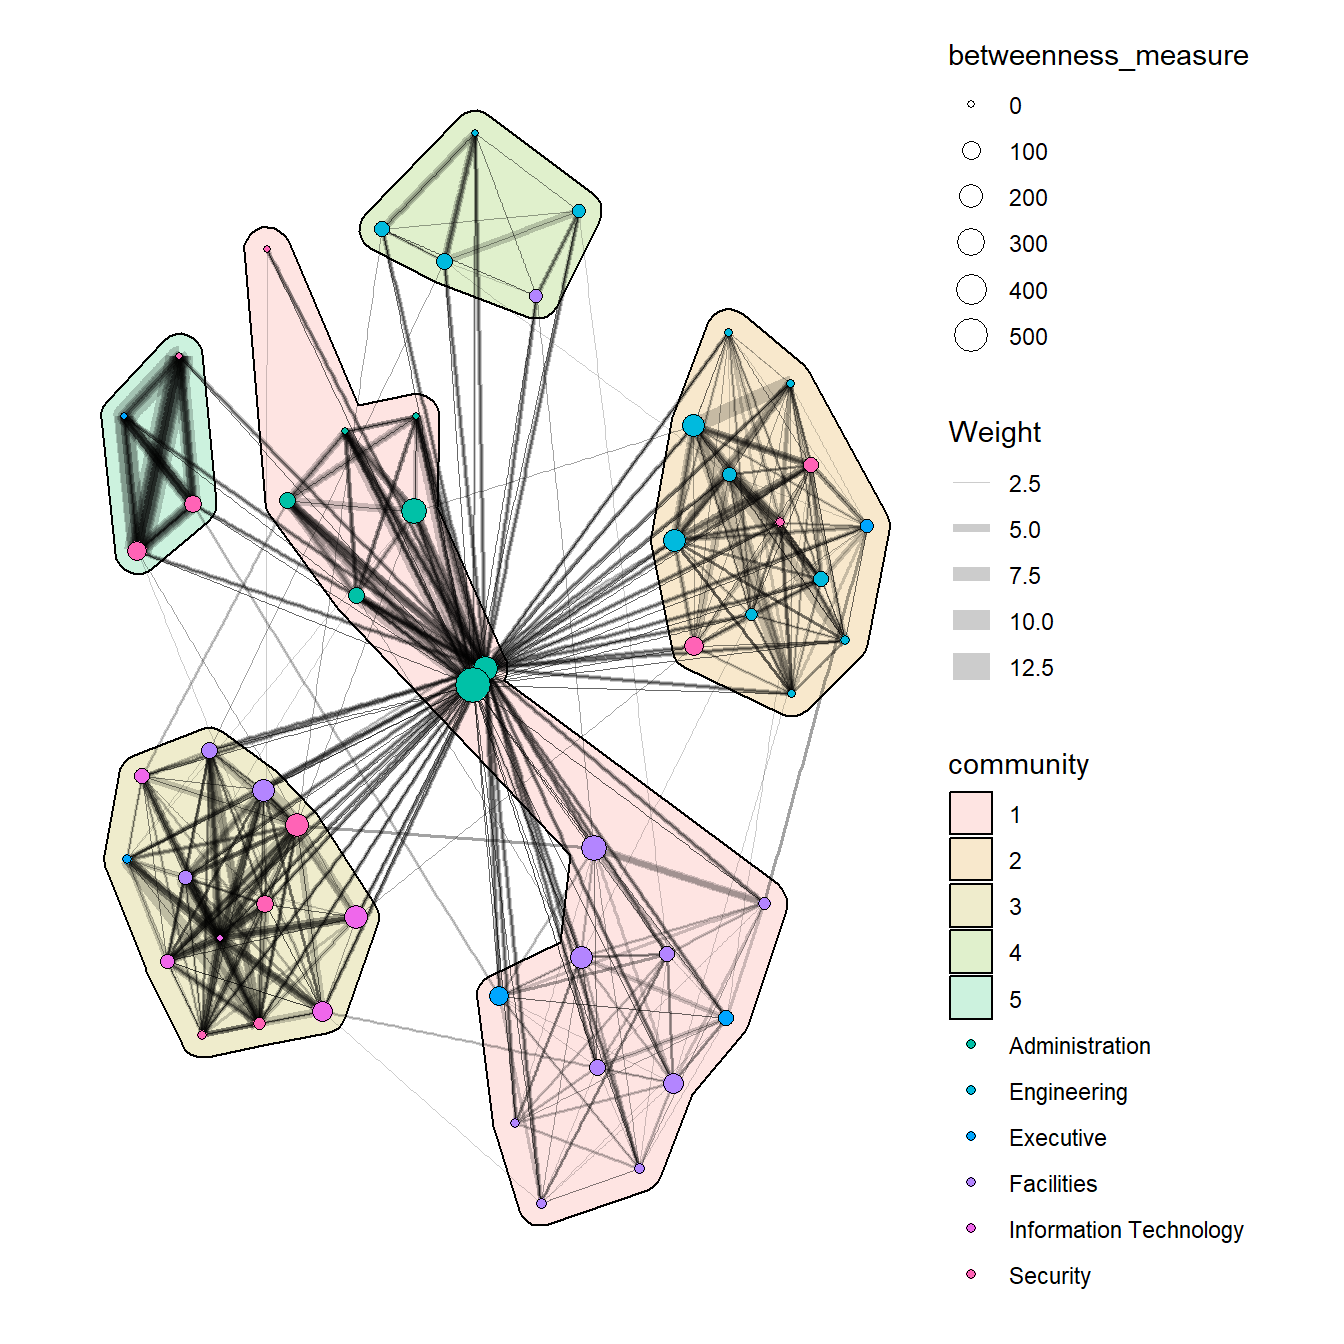 betweenness_measure
0
100
200
300
400
500
Weight
2.5
5.0
7.5
10.0
12.5
community
1
2
3
4
5
Administration
Engineering
Executive
Facilities
Information Technology
Security